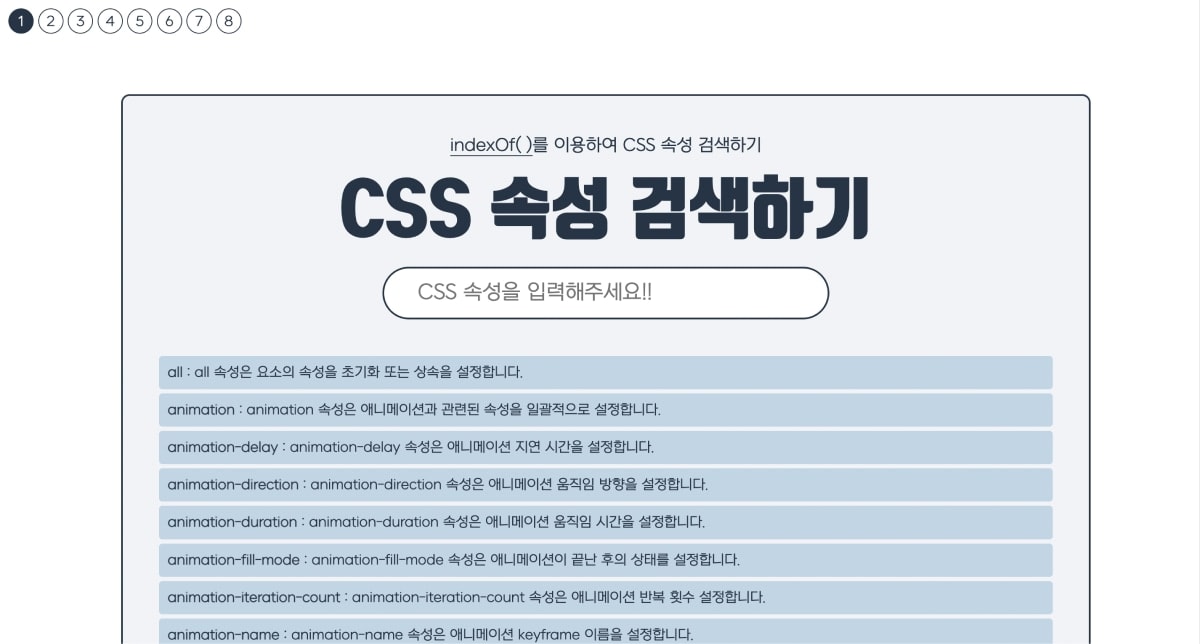 1 2 3 4 5 6 7 8
indexOf( )를 이용하여 CSS 속성 검색하기
CSS 속성 검색하기
CSS 속성을 입력해주세요!!
all : all 속성은 요소의 속성을 초기화 또는 상속을 설정합니다.
animation : animation 속성은 애니메이션과 관련된 속성을 일괄적으로 설정합니다.
animation-delay : animation-delay 속성은 애니메이션 지연 시간을 설정합니다.
animation-direction : animation-direction 속성은 애니메이션 움직임 방향을 설정합니다.
animation-duration : animation-duration 속성은 애니메이션 움직임 시간을 설정합니다.
animation-fill-mode : animation-fill-mode 속성은 애니메이션이 끝난 후의 상태를 설정합니다.
animation-iteration-count : animation-iteration-count 속성은 애니메이션 반복 횟수 설정합니다.
animation-name : animation-name 속성은 애니메이션 keyframe 이름을 설정합니다.